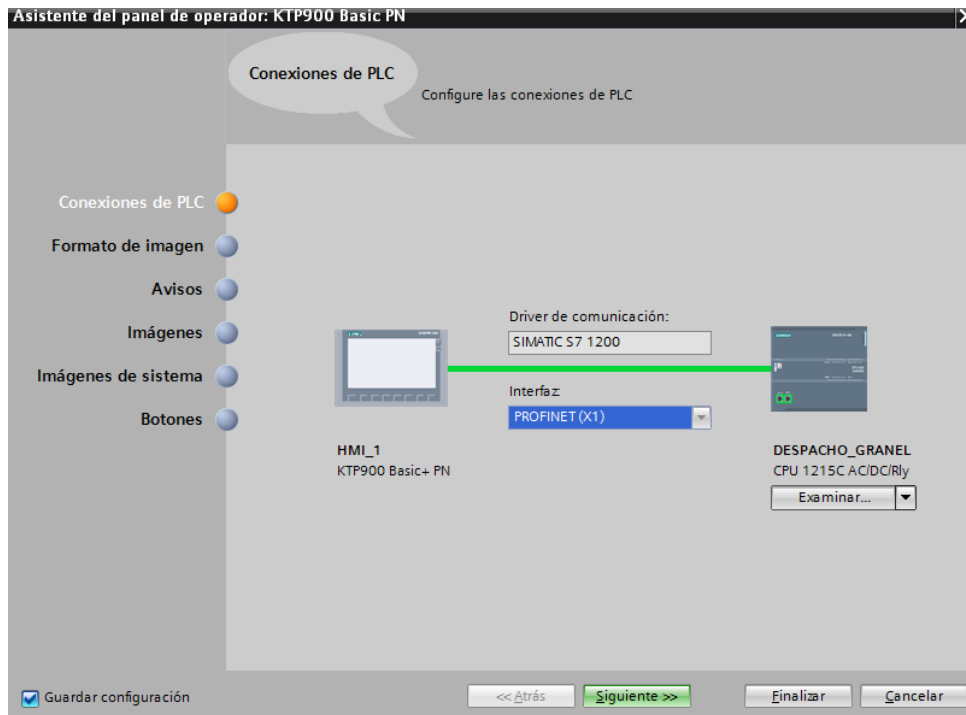 Asistente del panel de operador: KTP900 Basic PN
Conexiones de PLC
Configure las conexiones de PLC
Conexiones de PLC
Formato de imagen
Avisos
Imágenes
Imágenes de sistema
Botones
Driver de comunicación:
SIMATIC S7 1200
Interfaz:
PROFINET (X1)
HMI_1
KTP900 Basic+ PN
DESPACHO_GRANEL
CPU 1215C AC/DC/Rly
Examinar...
Guardar configuración
<< Atrás
Siguiente >>
Finalizar
Cancelar